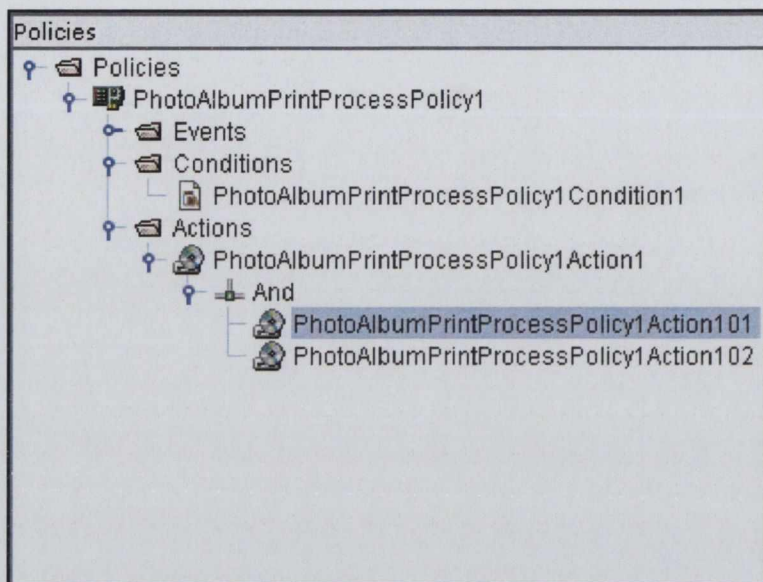 Policies
Policies
PhotoAlbumPrintProcessPolicy1
Events
Conditions
PhotoAlbumPrintProcessPolicy1Condition1
Actions
PhotoAlbumPrintProcessPolicy1Action1
And
PhotoAlbumPrintProcessPolicy1Action101
PhotoAlbumPrintProcessPolicy1Action102